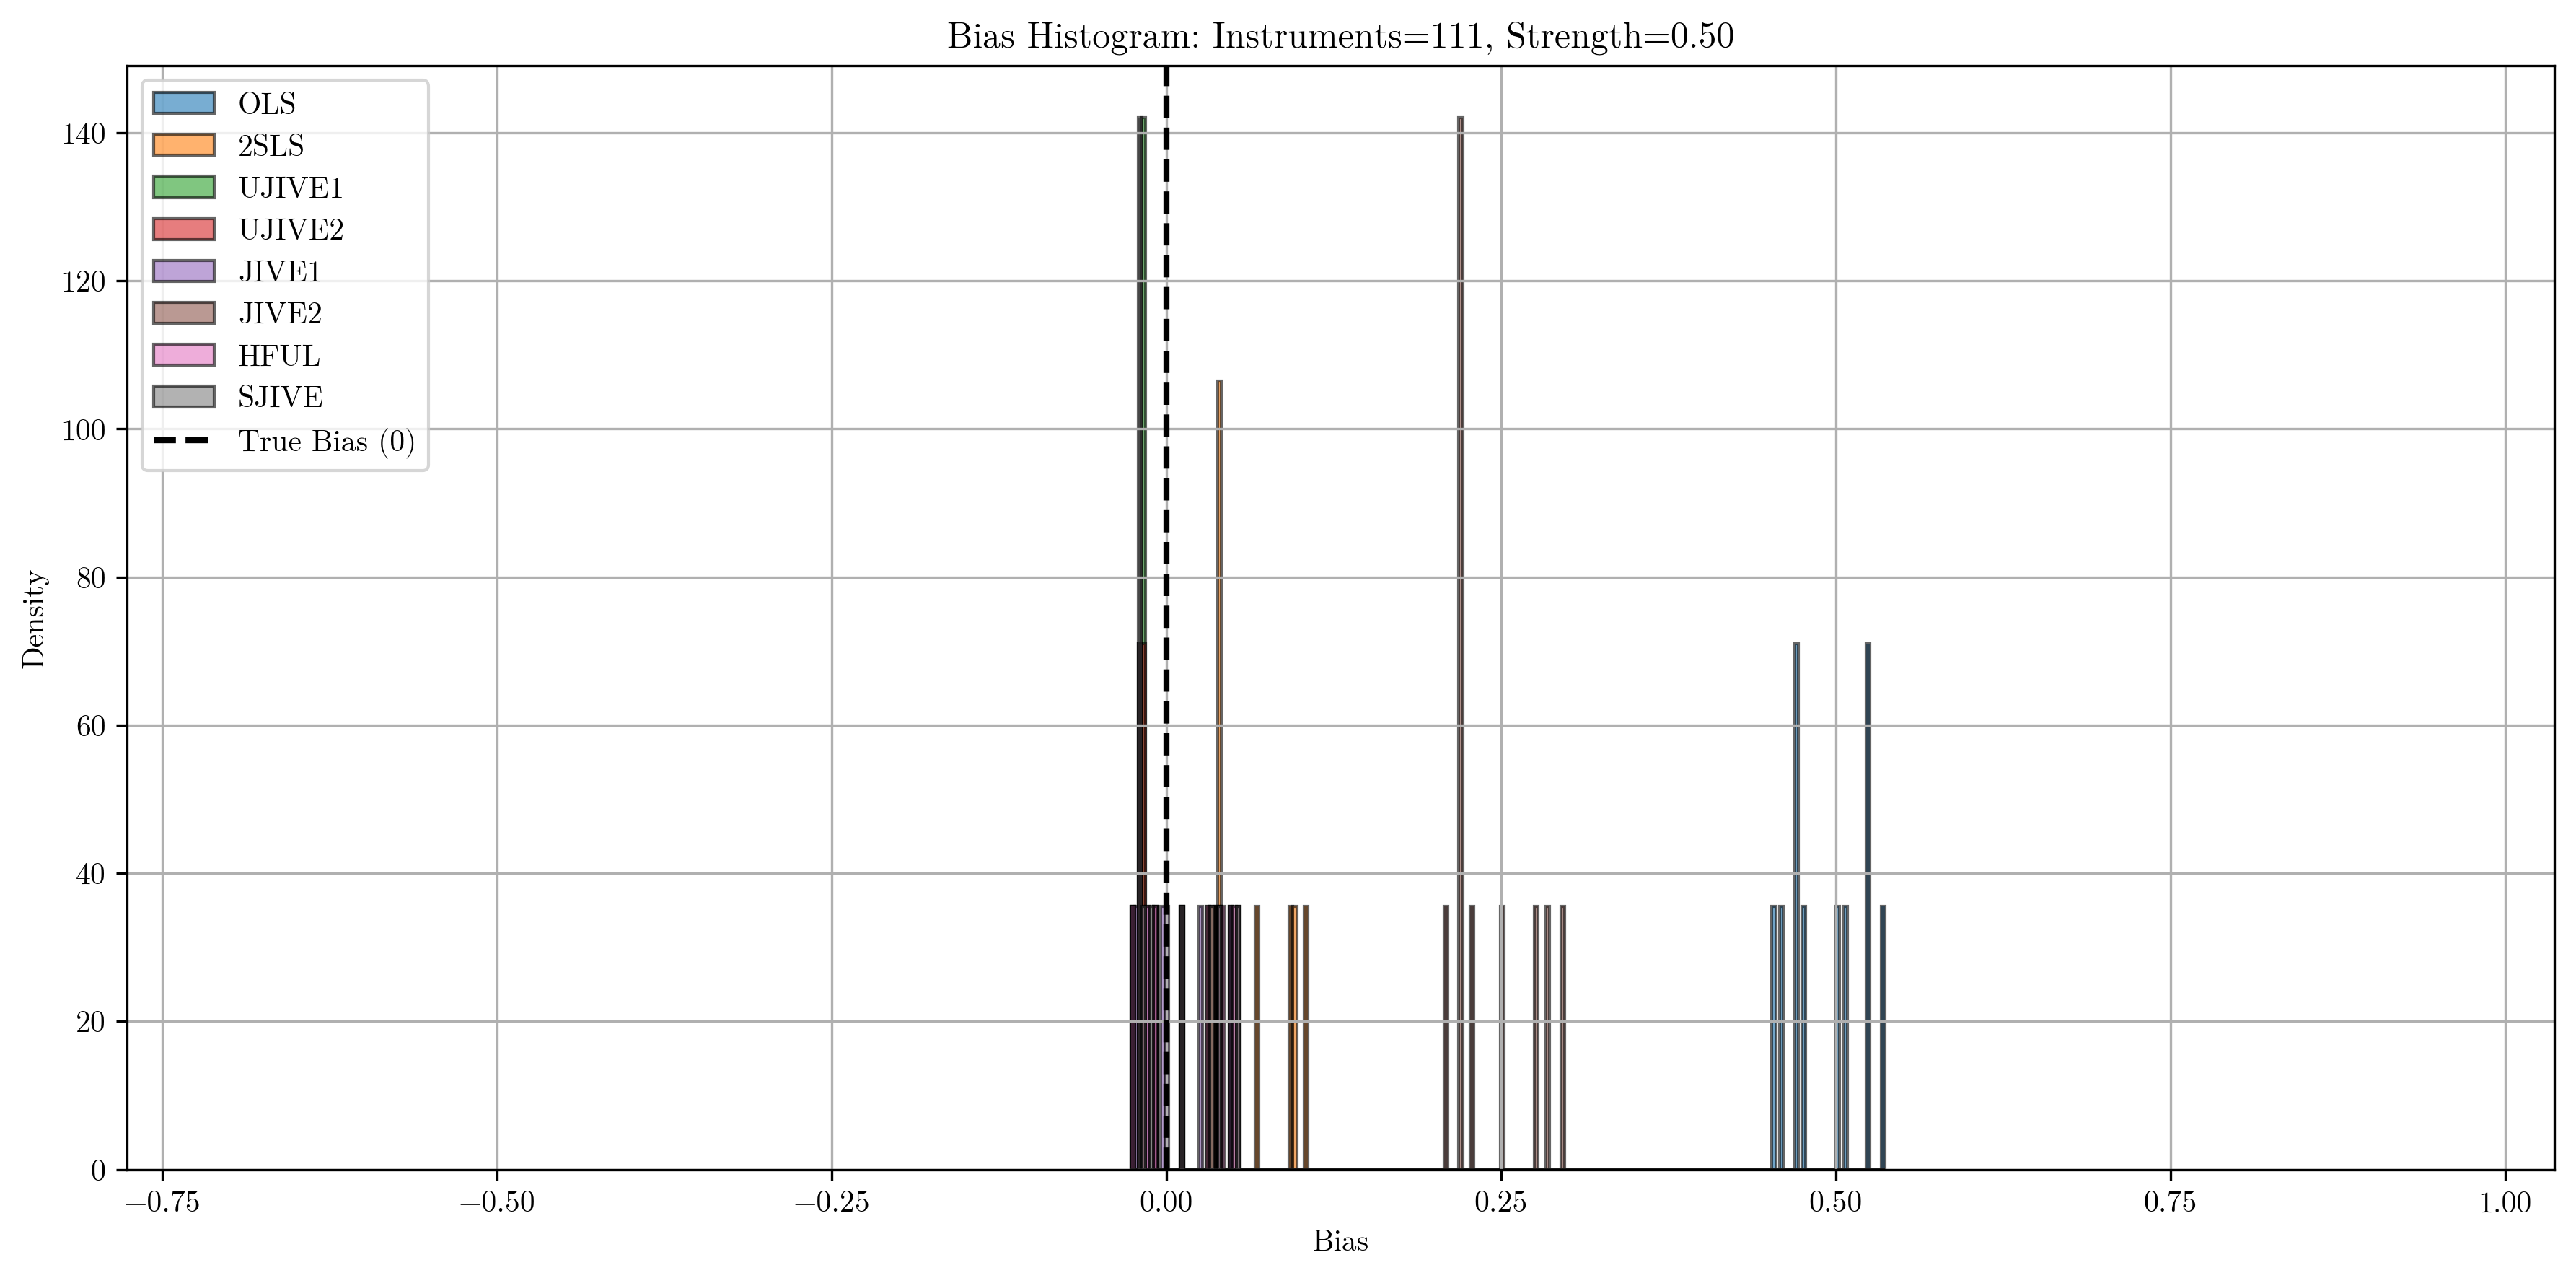 Bias Histogram: Instruments=111, Strength=0.50
OLS
2SLS
UJIVE1
UJIVE2
JIVE1
JIVE2
HFUL
SJIVE
True Bias (0)
Density
140
120
100
80
60
40
20
0
−0.75 −0.50 −0.25 0.00 0.25 0.50 0.75 1.00
Bias